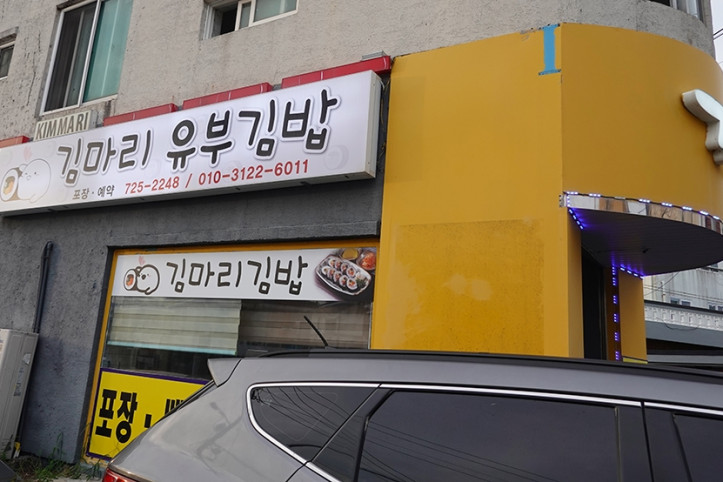 KIMMARI
김마리 유부김밥
포장·예약 725-2248 / 010-3122-6011
김마리김밥
포장·